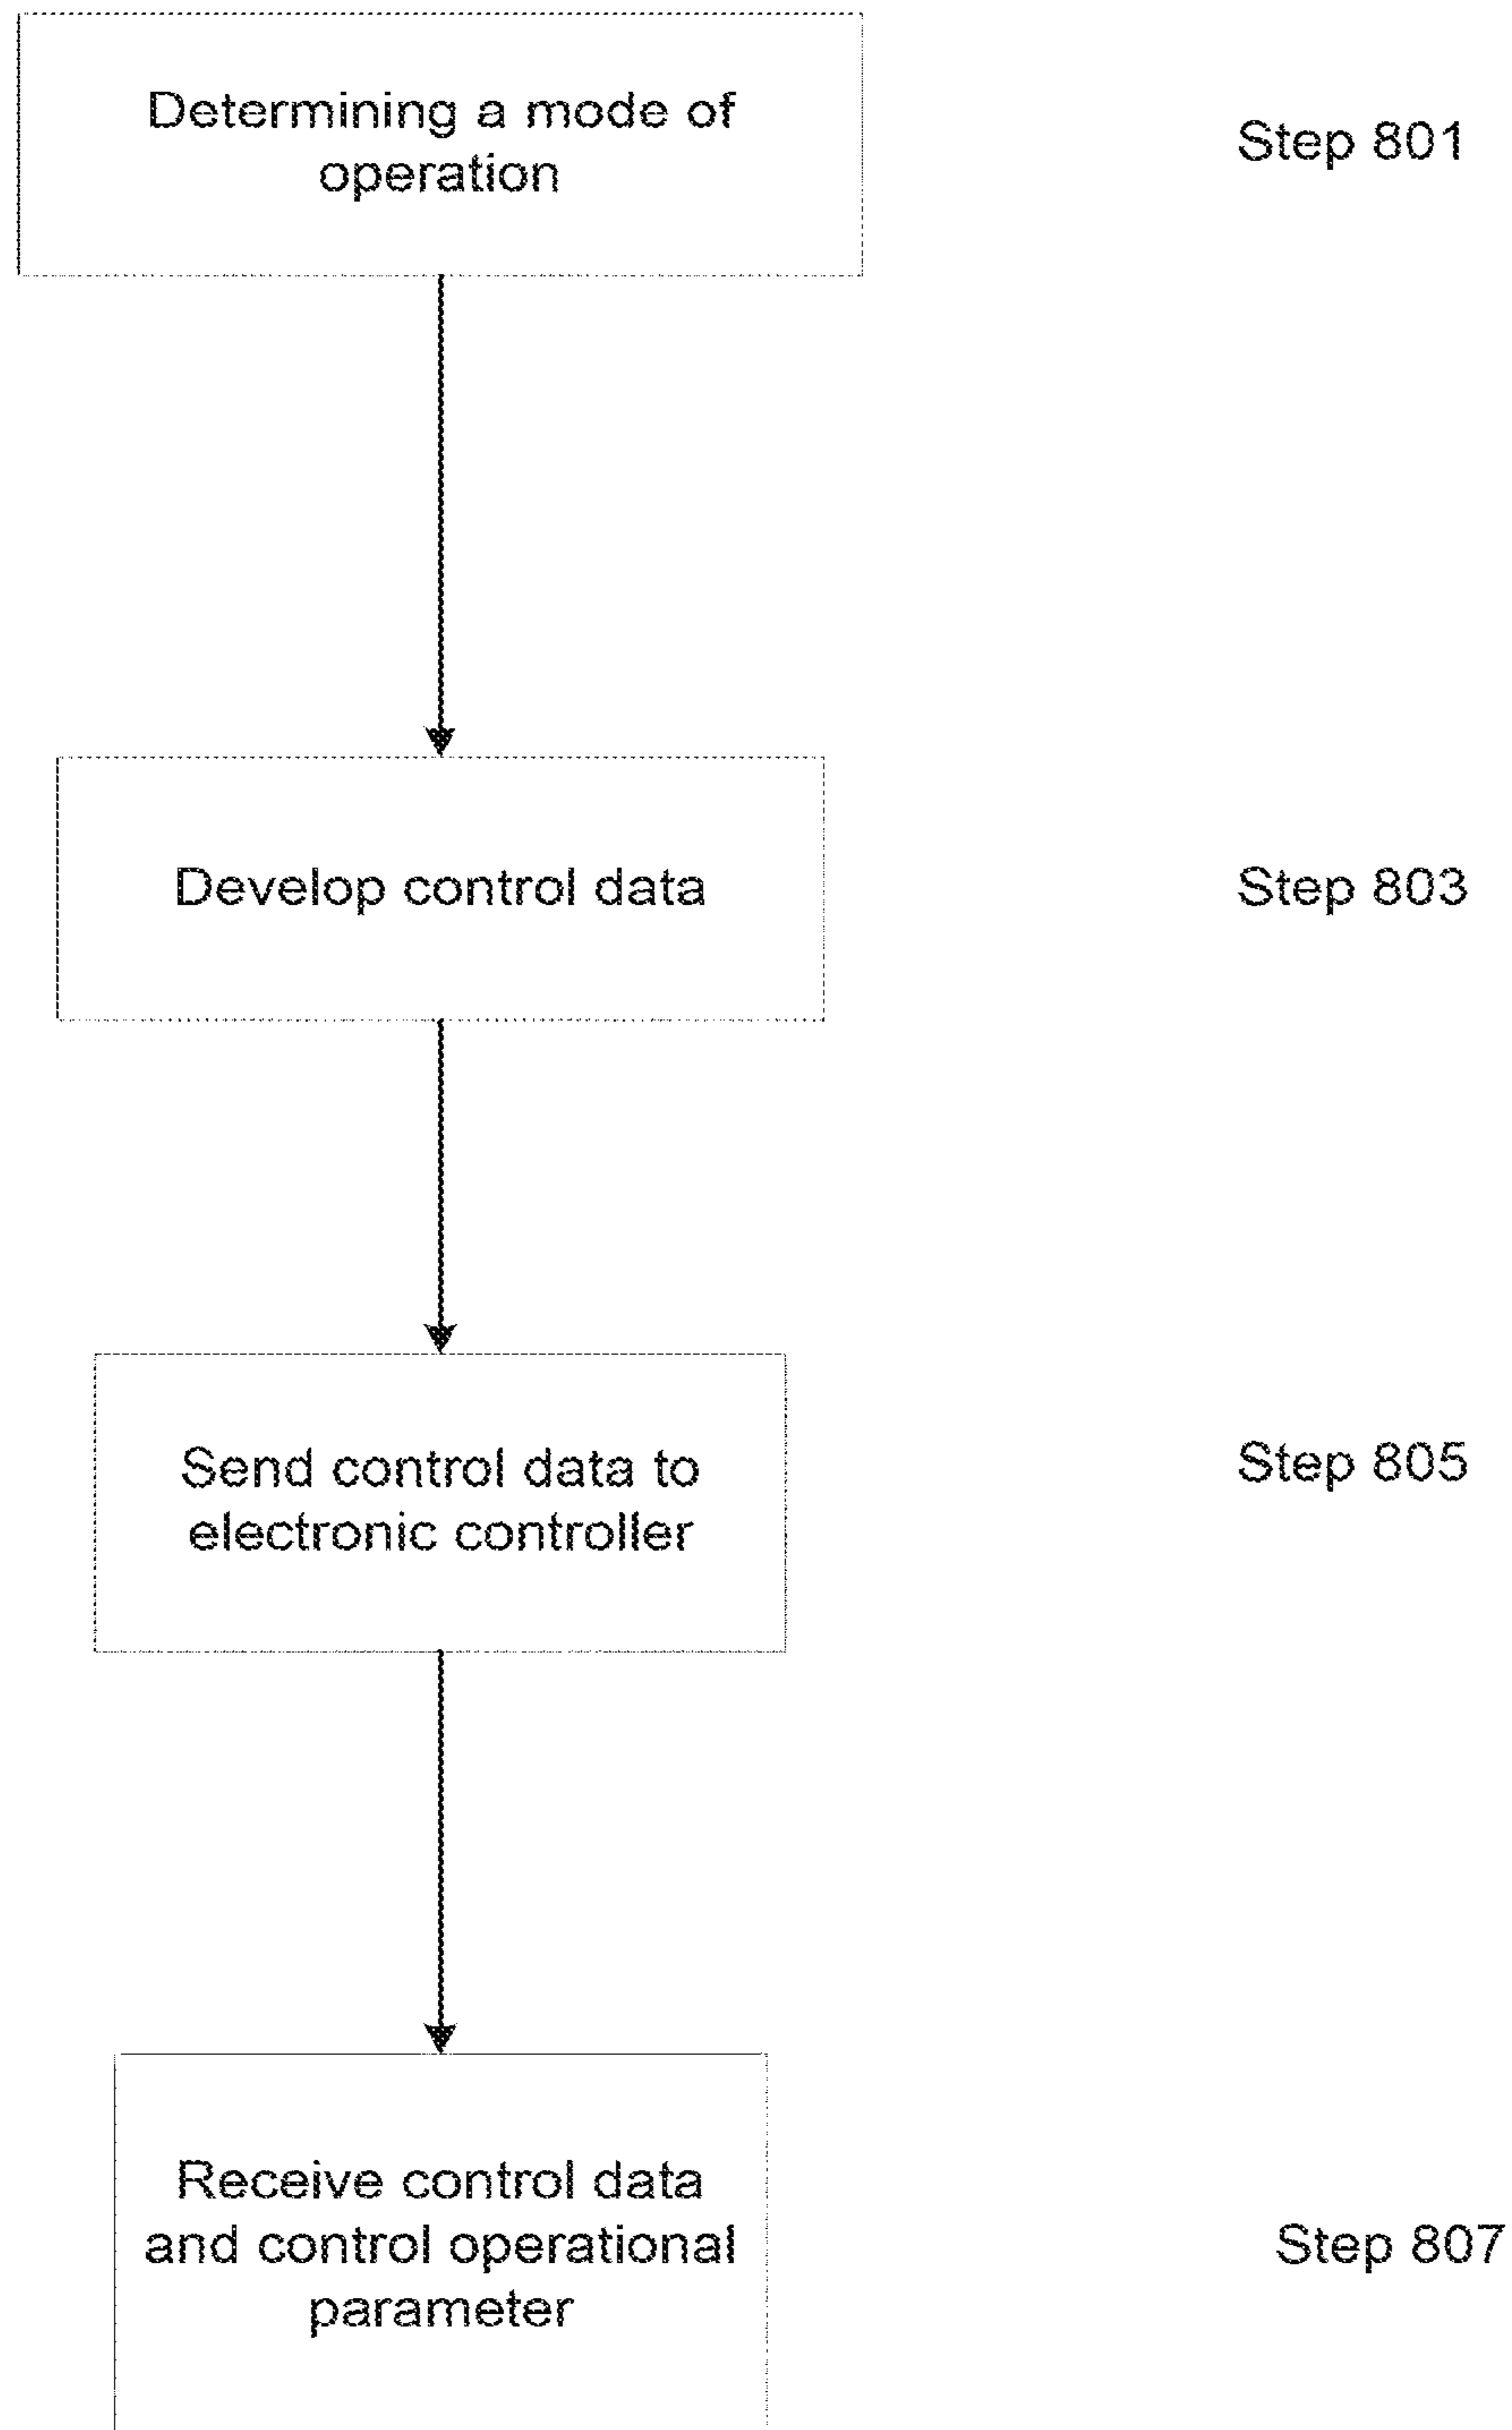 Determining a mode of
operation
Step 801
Develop control data
Step 803
Send control data to
electronic controller
Step 805
Receive control data
and control operational
parameter
Step 807